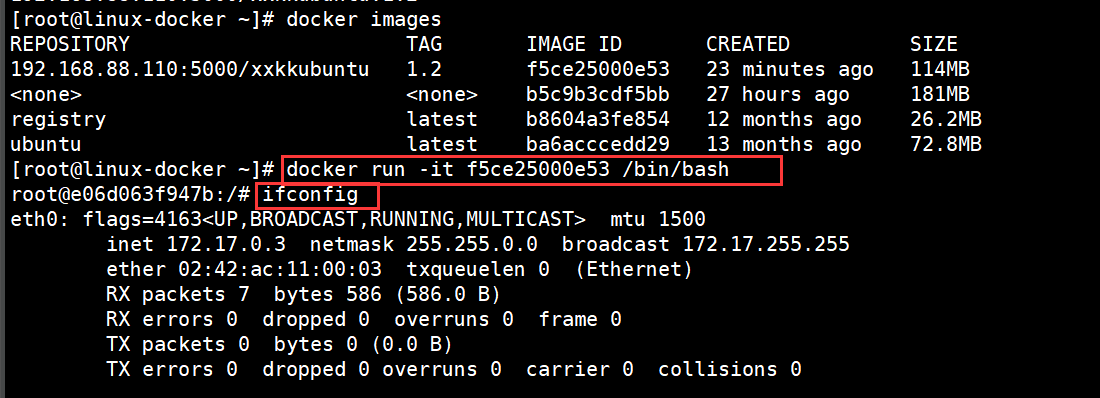 [root@linux-docker ~]# docker images
REPOSITORY TAG IMAGE ID CREATED SIZE
192.168.88.110:5000/xxkkubuntu 1.2 f5ce25000e53 23 minutes ago 114MB
<none> <none> b5c9b3cdf5bb 27 hours ago 181MB
registry latest b8604a3fe854 12 months ago 26.2MB
ubuntu latest ba6acccedd29 13 months ago 72.8MB
[root@linux-docker ~]# docker run -it f5ce25000e53 /bin/bash
root@e06d063f947b:/# ifconfig
eth0: flags=4163<UP,BROADCAST,RUNNING,MULTICAST> mtu 1500
inet 172.17.0.3 netmask 255.255.0.0 broadcast 172.17.255.255
ether 02:42:ac:11:00:03 txqueuelen 0 (Ethernet)
RX packets 7 bytes 586 (586.0 B)
RX errors 0 dropped 0 overruns 0 frame 0
TX packets 0 bytes 0 (0.0 B)
TX errors 0 dropped 0 overruns 0 carrier 0 collisions 0